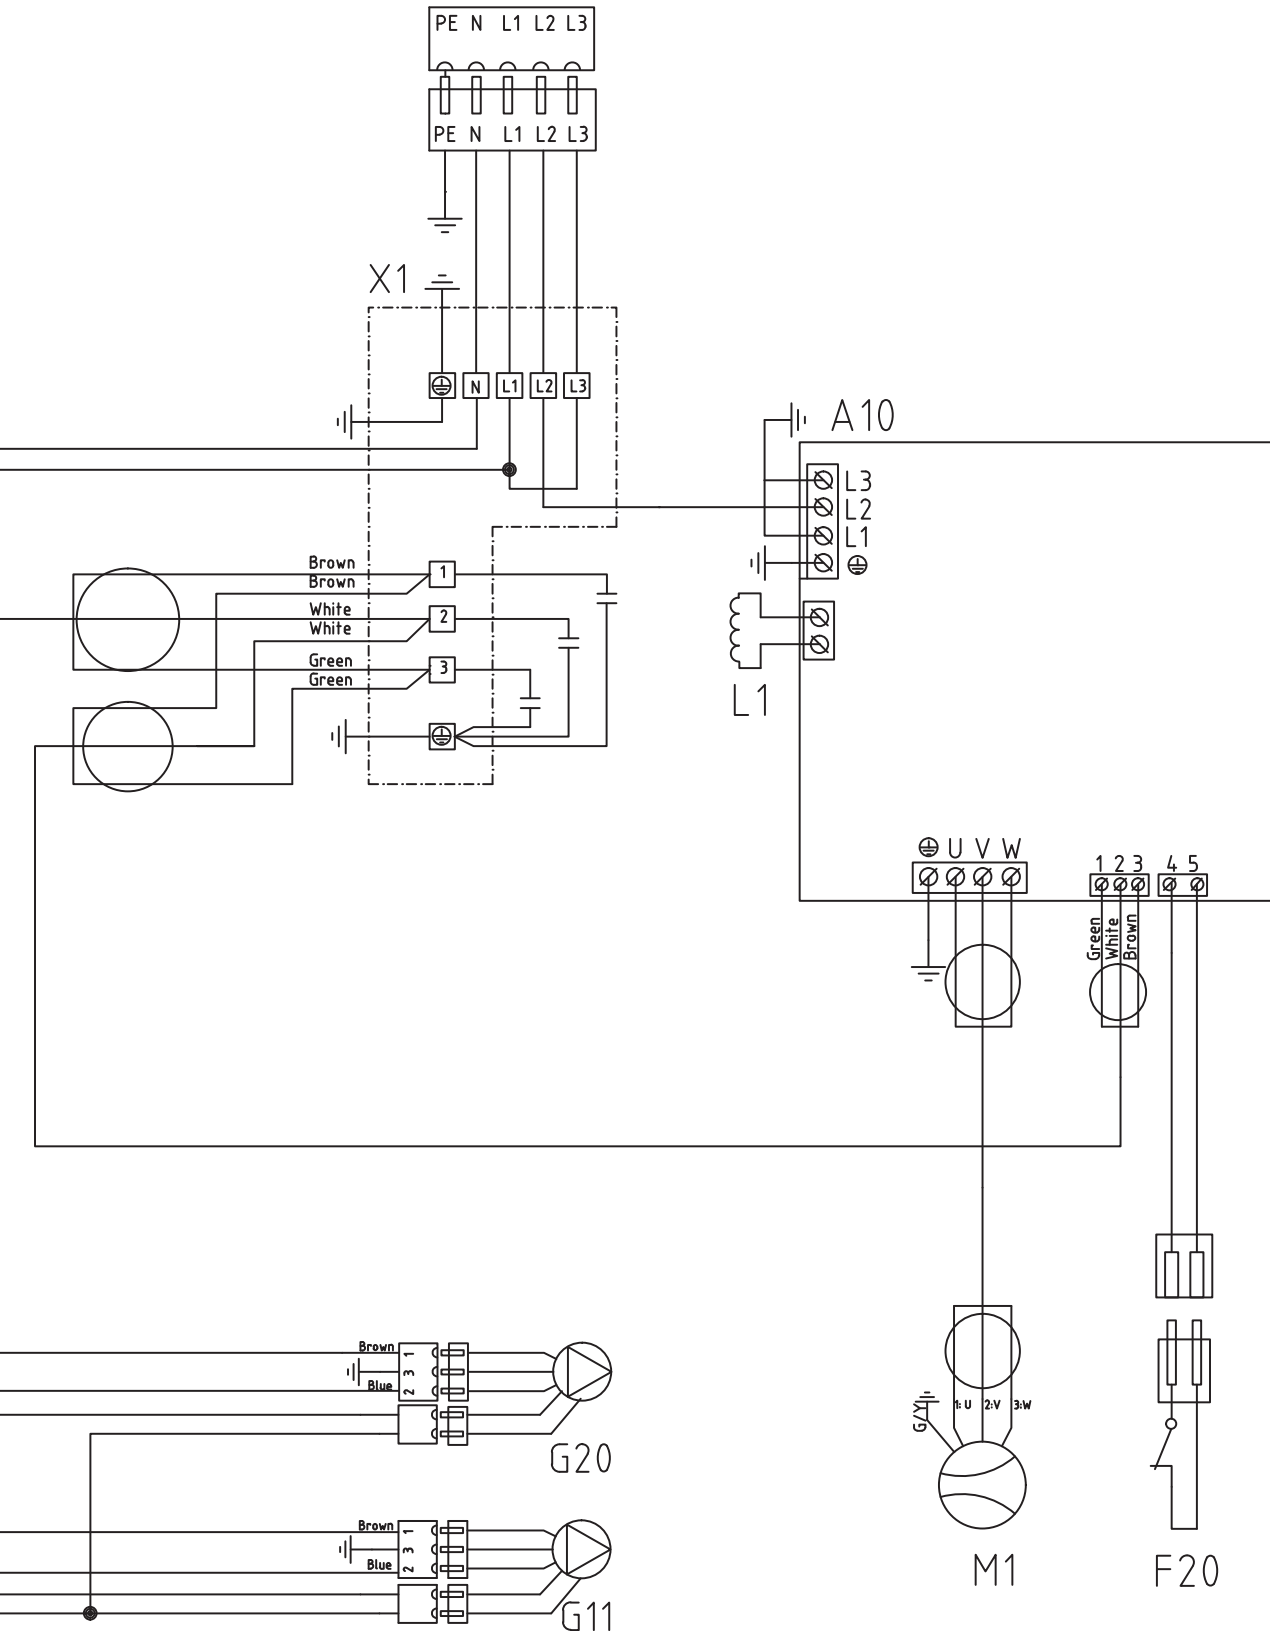 PE N L1 L2 L3
PE N L1 L2 L3
X1
N L1 L2 L3
A10
L3
L2
L1
Brown
Brown
1
White
White
2
Green
Green
3
L1
U V W
1 2 3 4 5
Green White Brown
Brown
1
3
Blue
2
G/Y
1: U 2:V 3:W
G20
Brown
1
3
Blue
2
M1
F20
G11